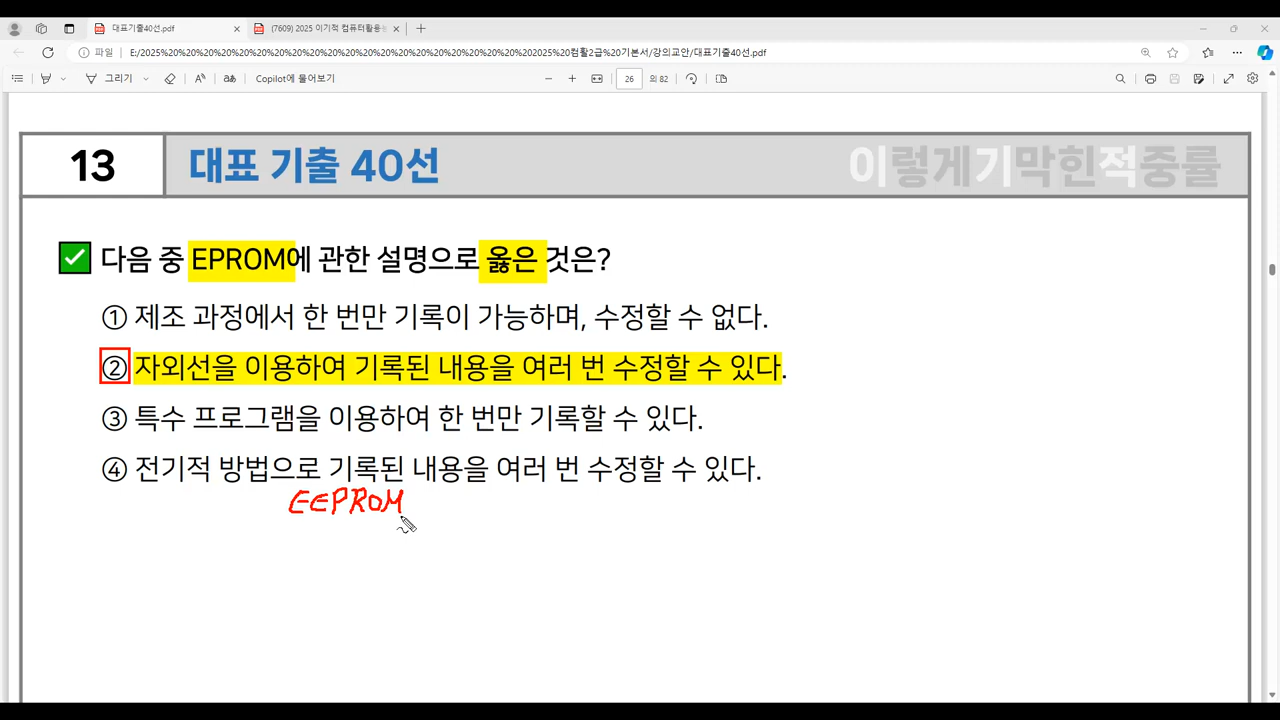 대표기출40선.pdf
(7609) 2025 이기적 컴퓨터활용능
파일
E:/2025%20%20%20%20%20%20%20%20%20%20%20%20%20%20%20%20%20%20%20%202025%20컴활2급%20기본서/강의교안/대표기출40선.pdf
그리기
Copilot에 물어보기
26 의 82
13
대표 기출 40선
이렇게기막힌적중률
다음 중 EPROM에 관한 설명으로 옳은 것은?
① 제조 과정에서 한 번만 기록이 가능하며, 수정할 수 없다.
② 자외선을 이용하여 기록된 내용을 여러 번 수정할 수 있다.
③ 특수 프로그램을 이용하여 한 번만 기록할 수 있다.
④ 전기적 방법으로 기록된 내용을 여러 번 수정할 수 있다.
EEPROM